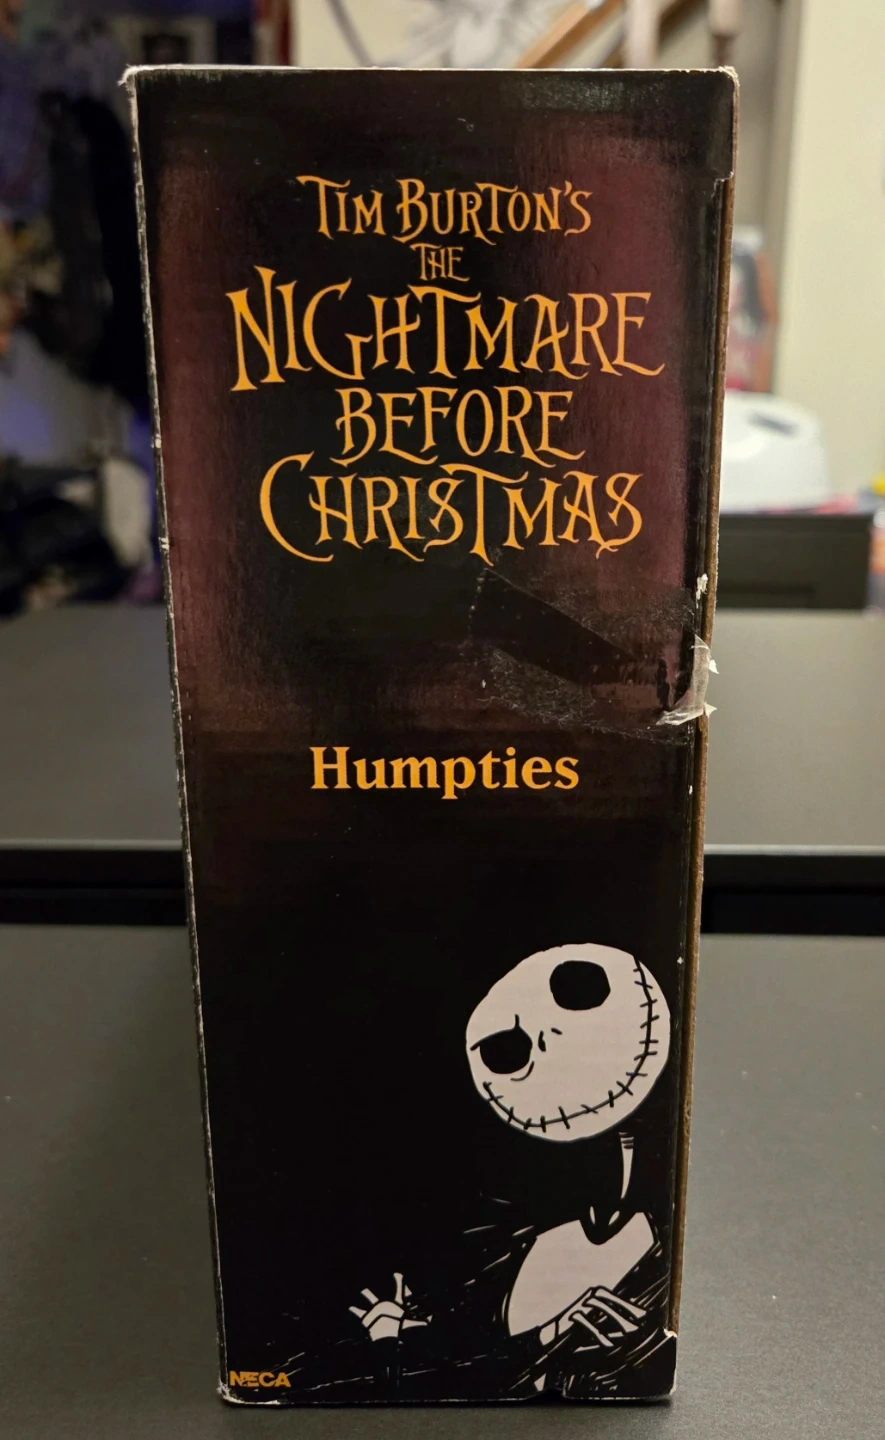 TIM BURTON'S
THE
NIGHTMARE
BEFORE
CHRISTMAS
Humpties
NECA